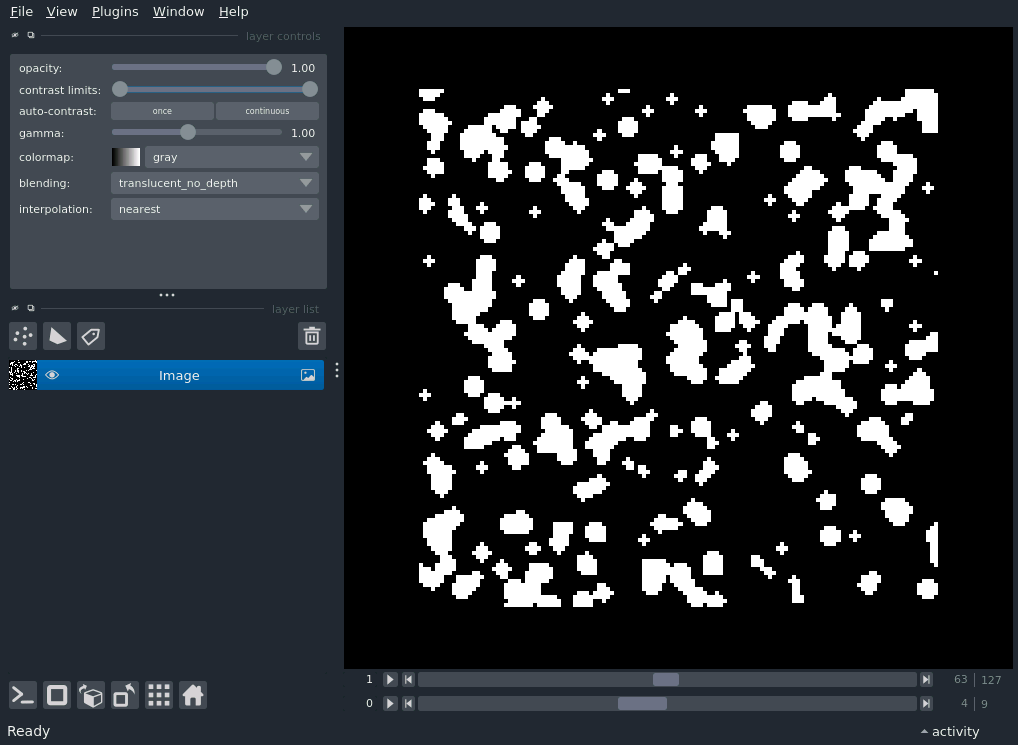 File View Plugins Window Help
layer controls
opacity: 1.00
contrast limits:
auto-contrast: once continuous
gamma: 1.00
colormap: gray
blending: translucent_no_depth
interpolation: nearest
layer list
Image
1 63 127
0 4 9
Ready activity